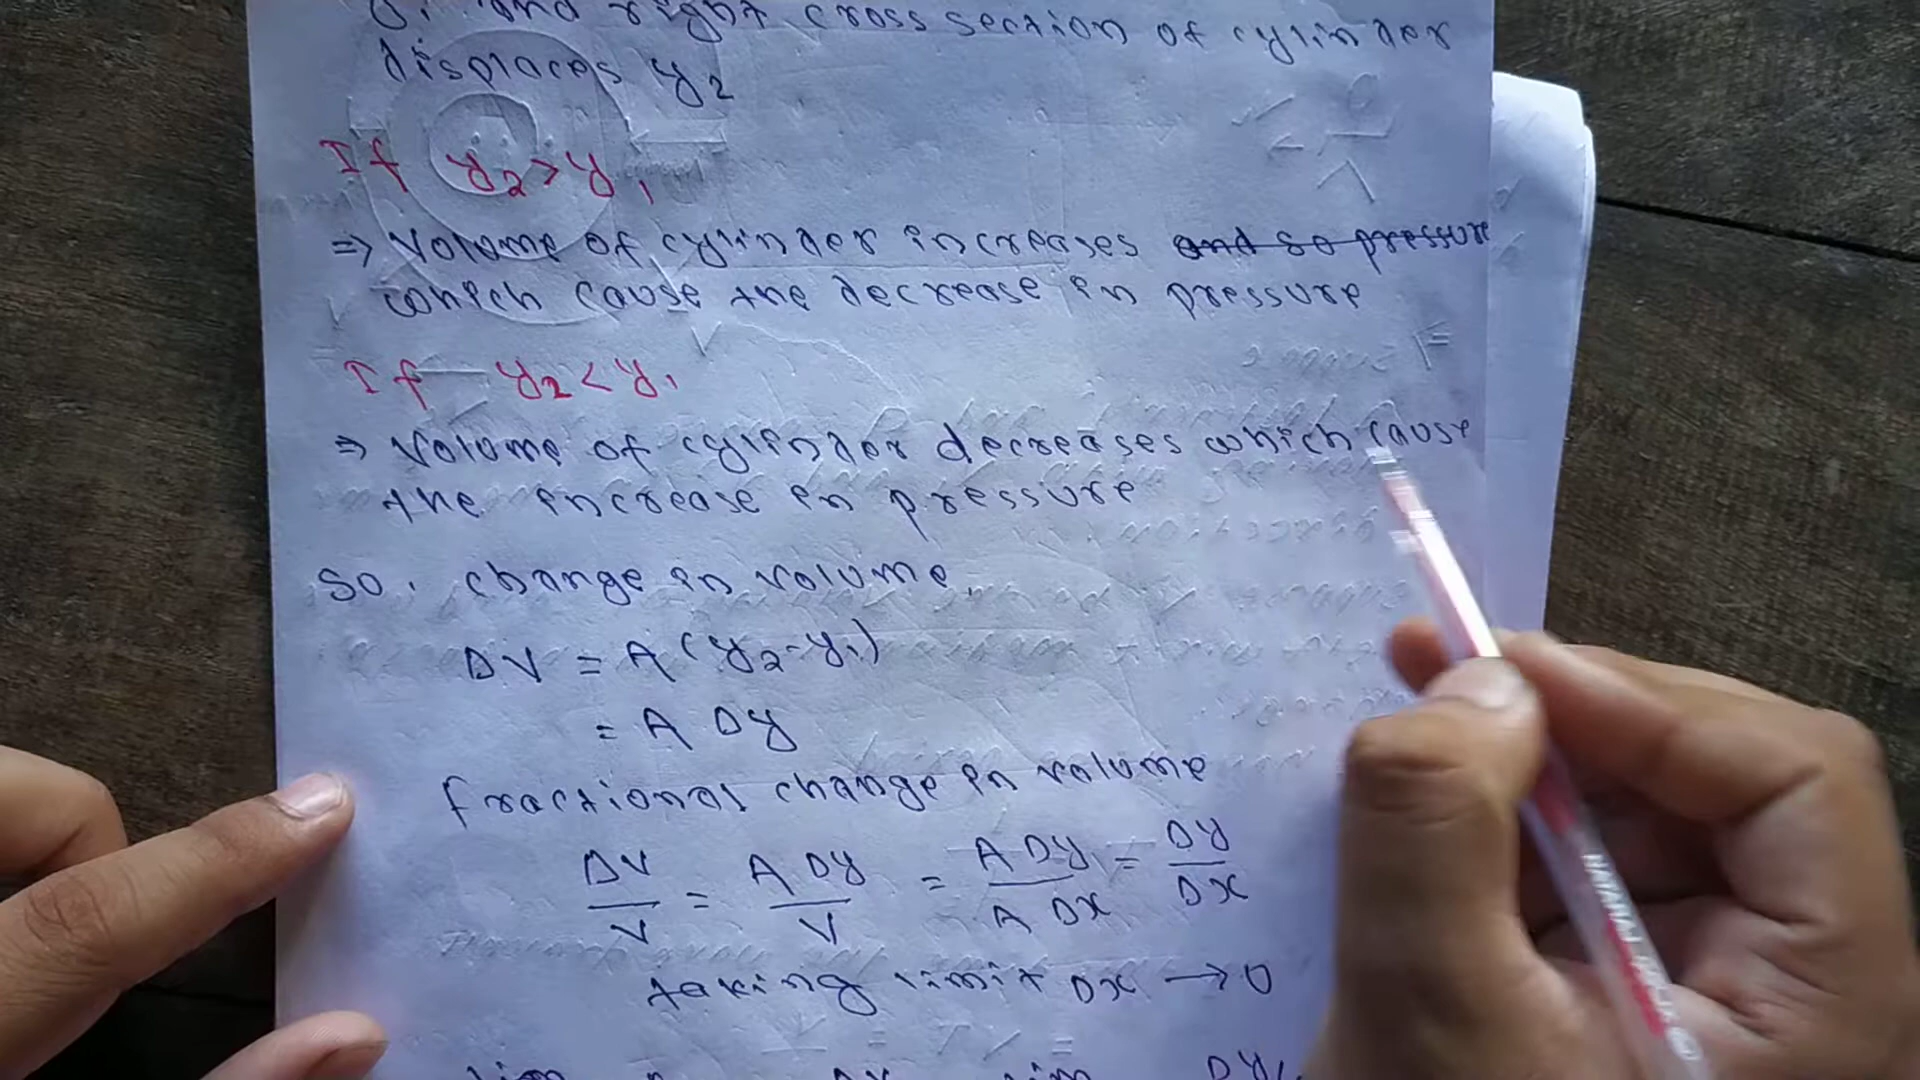 and right cross section of cylinder
displaces y2
If y2 > y1
=> Volume of cylinder increases and so pressure
which cause the decrease in pressure
If y2 < y1
=> Volume of cylinder decreases which cause
the increase in pressure
So, change in volume,
ΔV = A (y2 - y1)
= A Δy
fractional change in volume
ΔV/V = A Δy/V = A Δy/A Δx = Δy/Δx
taking limit Δx → 0
NATARAJ